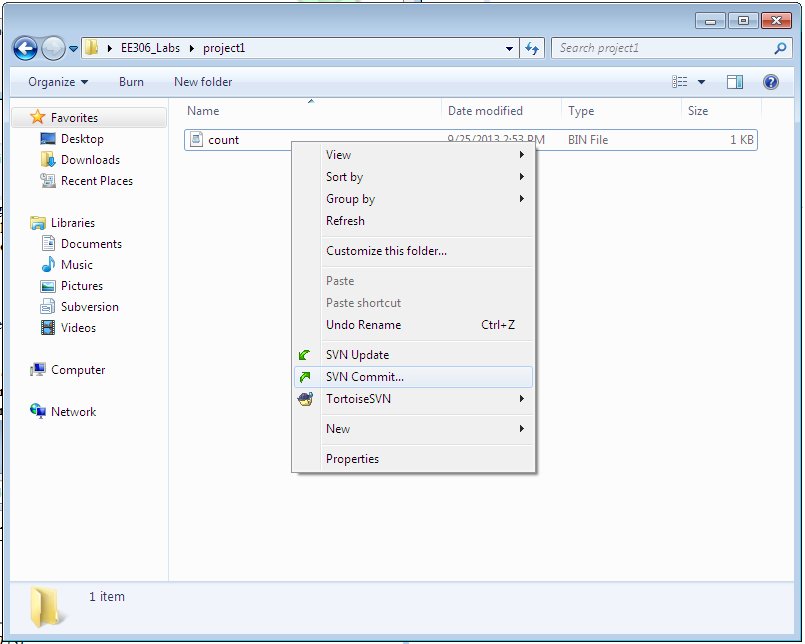 EE306_Labs project1
Search project1
Organize Burn New folder
Name Date modified Type Size
count 9/25/2013 2:53 PM BIN File 1 KB
Favorites
Desktop
Downloads
Recent Places
Libraries
Documents
Music
Pictures
Subversion
Videos
Computer
Network
View
Sort by
Group by
Refresh
Customize this folder...
Paste
Paste shortcut
Undo Rename Ctrl+Z
SVN Update
SVN Commit...
TortoiseSVN
New
Properties
1 item